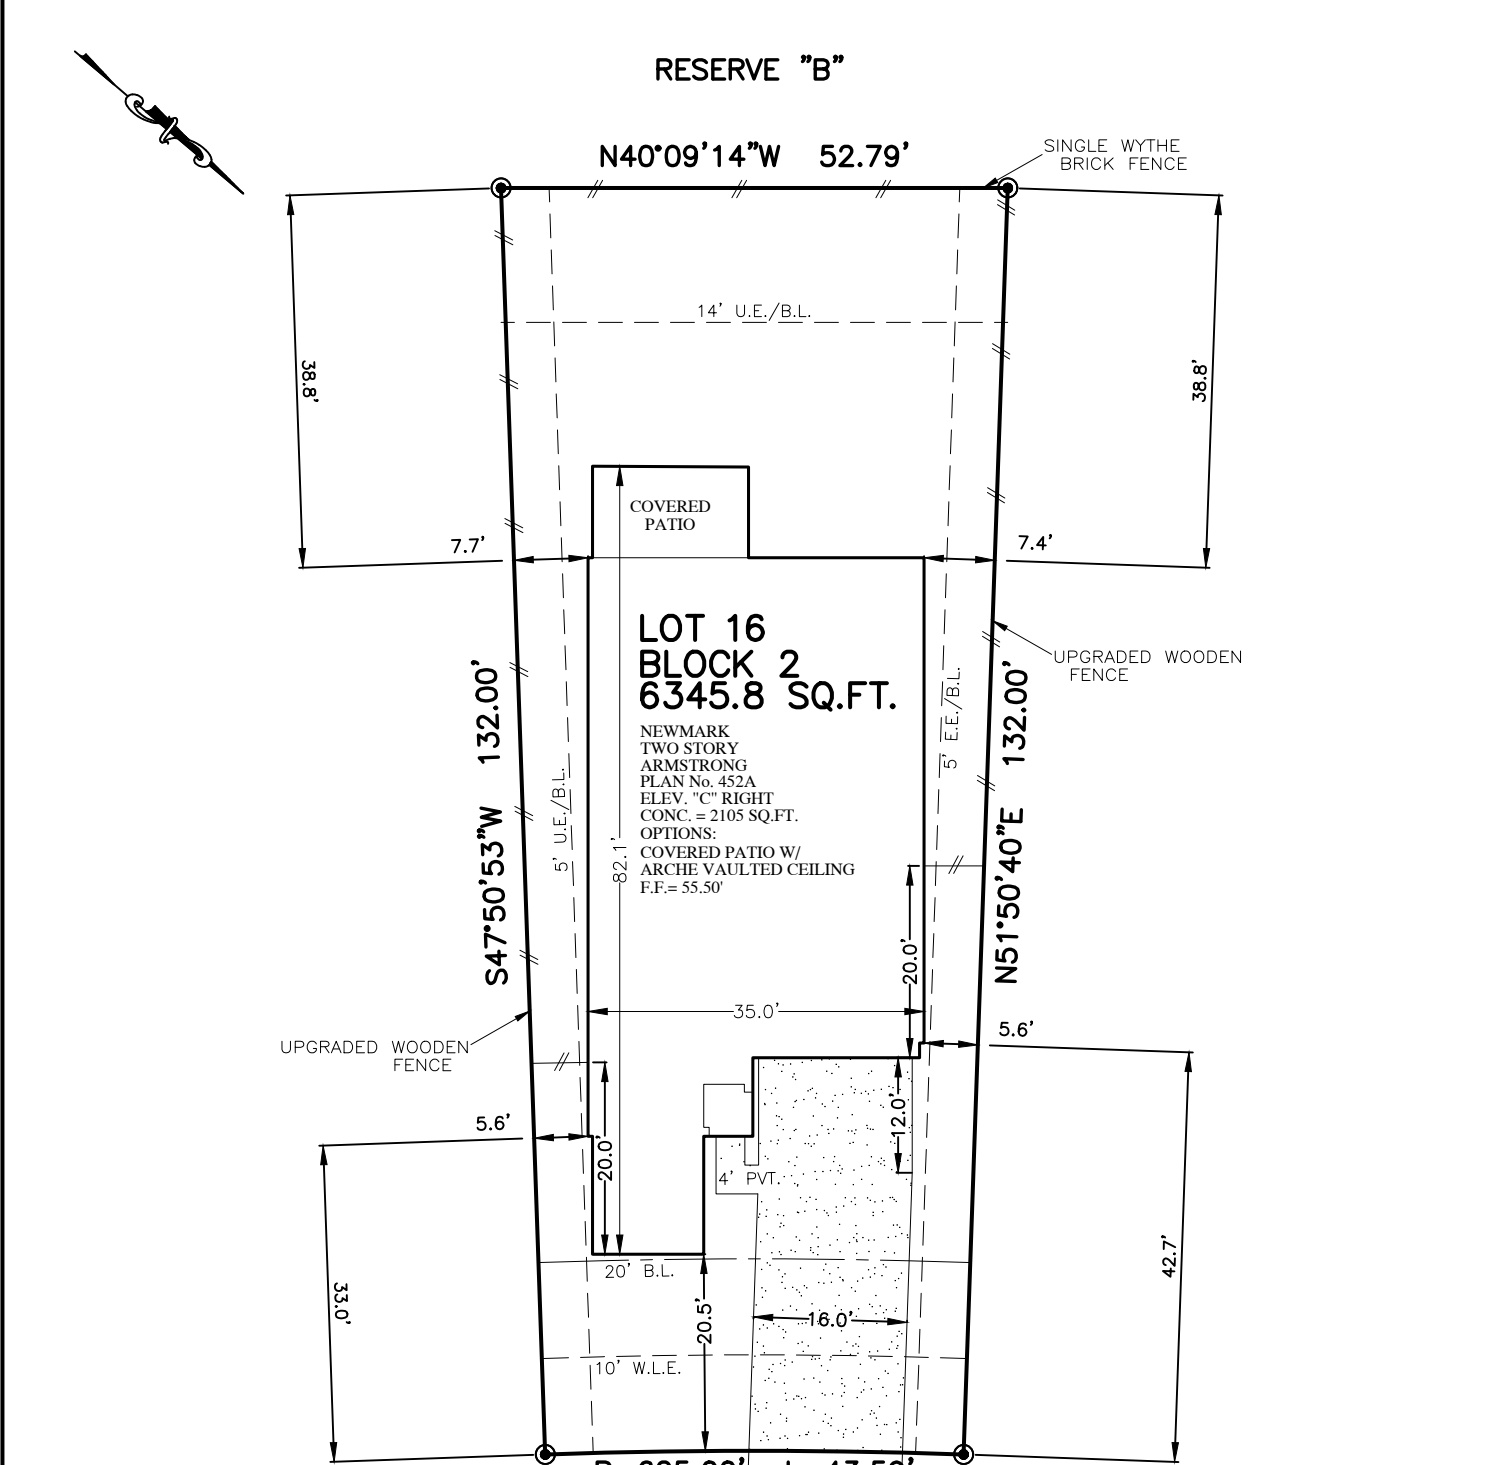 RESERVE "B"
N40°09'14"W 52.79'
SINGLE WYTHE
BRICK FENCE
14' U.E./B.L.
38.8'
38.8'
COVERED
PATIO
7.7'
7.4'
LOT 16
BLOCK 2
6345.8 SQ.FT.
UPGRADED WOODEN
FENCE
NEWMARK
TWO STORY
ARMSTRONG
PLAN No. 452A
ELEV. "C" RIGHT
CONC. = 2105 SQ.FT.
OPTIONS:
COVERED PATIO W/
ARCHE VAULTED CEILING
F.F.= 55.50'
S47°50'53"W 132.00'
5' U.E./B.L.
82.1'
5' E.E./B.L.
N51°50'40"E 132.00'
20.0'
35.0'
5.6'
UPGRADED WOODEN
FENCE
5.6'
20.0'
12.0'
4' PVT.
20' B.L.
33.0'
20.5'
16.0'
42.7'
10' W.L.E.